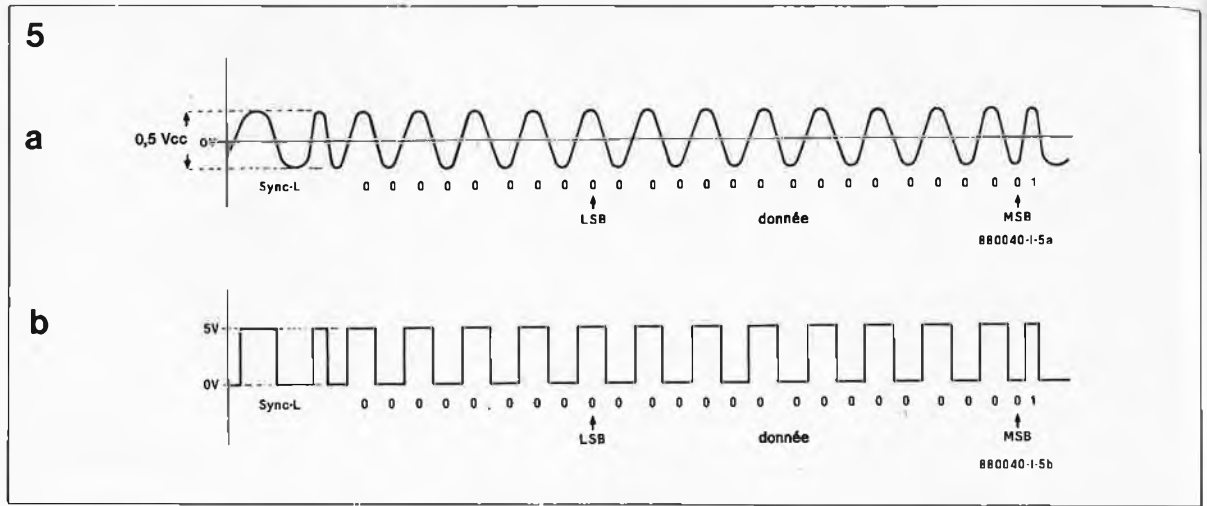 5
a
0,5 Vcc
0V
Sync-L 0 0 0 0 0 0 0 0 0 0 0 0 0 0 0 0 0 0 0 0 0 0 0 0 1
LSB donnée MSB
880040-I-5a
b
5V
0V
Sync-L 0 0 0 0 0 0 0 0 0 0 0 0 0 0 0 0 0 0 0 0 0 0 0 0 1
LSB donnée MSB
880040-I-5b